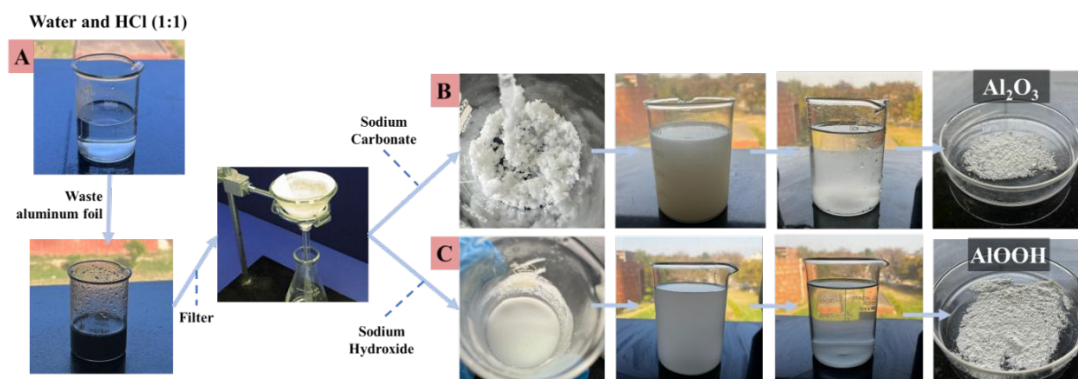 Water and HCl (1:1)
A
Waste
aluminum foil
Filter
Sodium
Carbonate
Sodium
Hydroxide
B
Al₂O₃
C
AlOOH